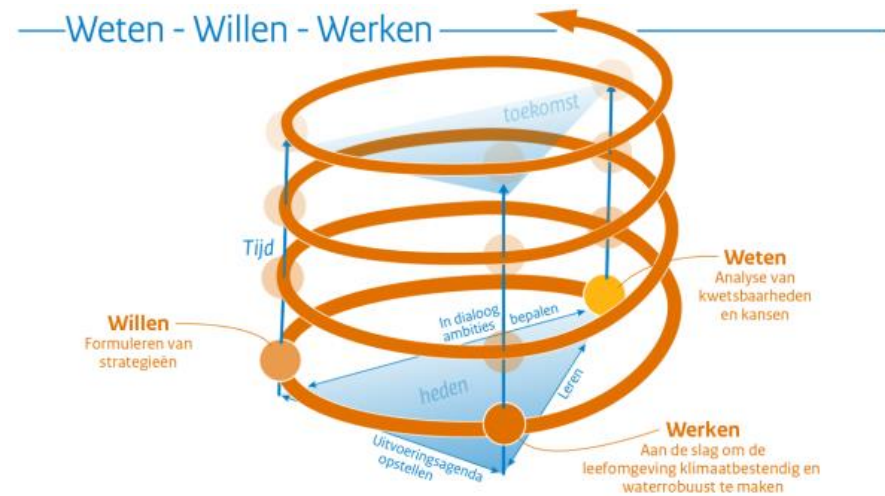 Weten - Willen - Werken
toekomst
Tijd
Weten
Analyse van
kwetsbaarheden
en kansen
In dialoog bepalen
ambities
Willen
Formuleren van
strategieën
heden
Leren
Uitvoeringsagenda
opstellen
Werken
Aan de slag om de
leefomgeving klimaatbestendig en
waterrobuust te maken